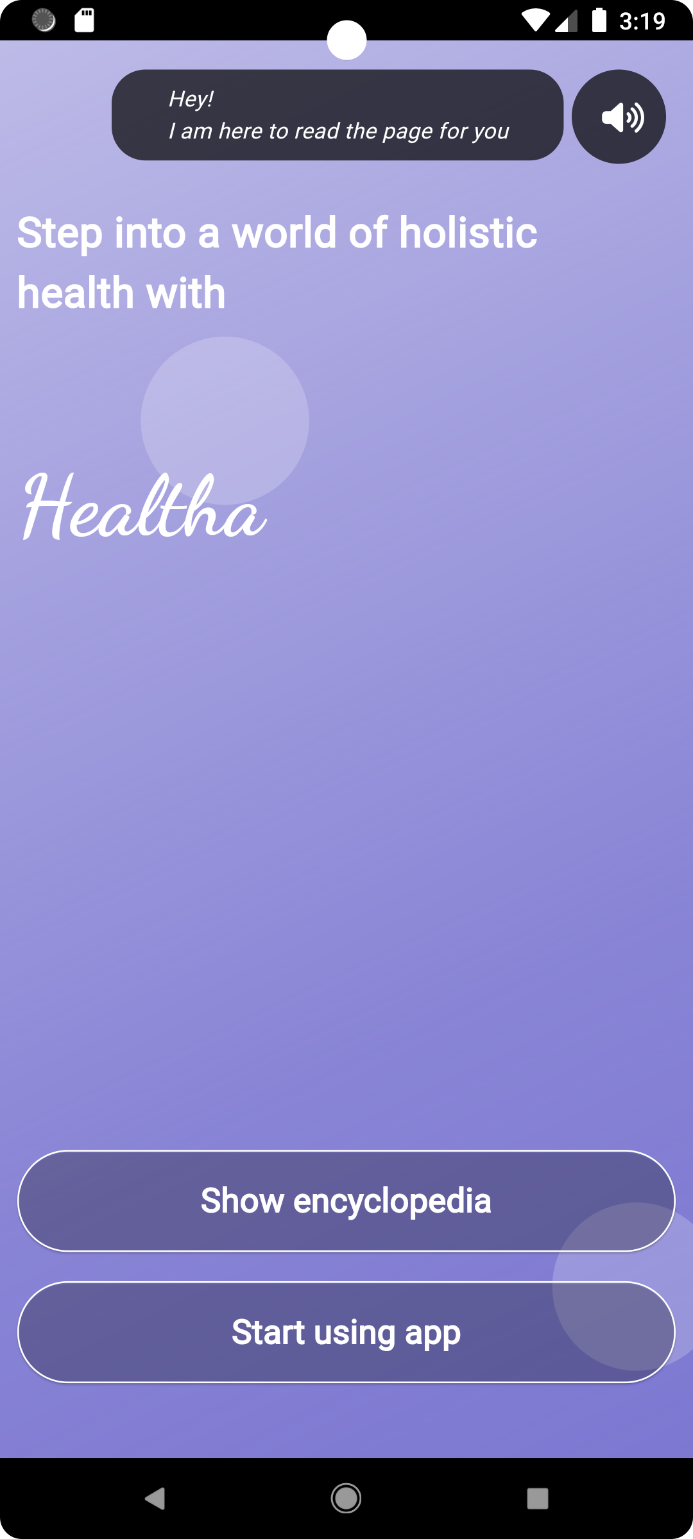 3:19
Hey!
I am here to read the page for you
Step into a world of holistic
health with
Healtha
Show encyclopedia
Start using app